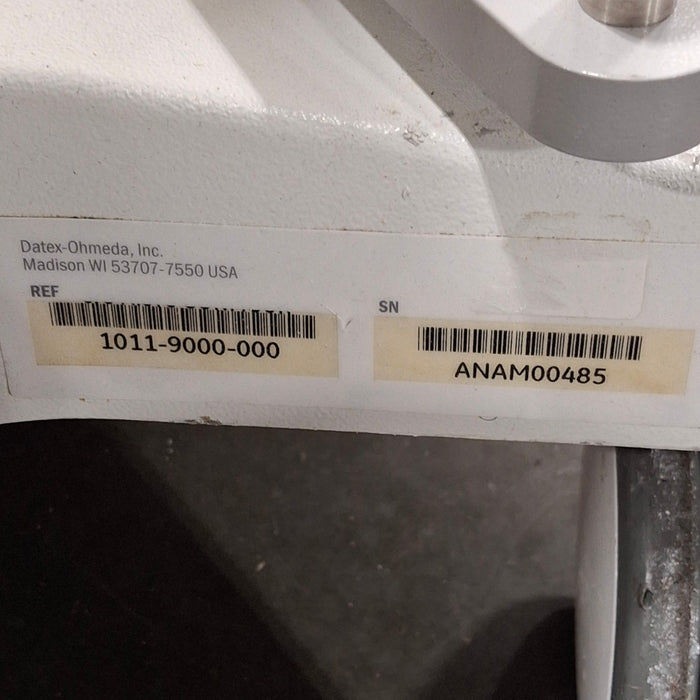 Datex-Ohmeda, Inc.
Madison WI 53707-7550 USA
REF
1011-9000-000
SN
ANAM00485